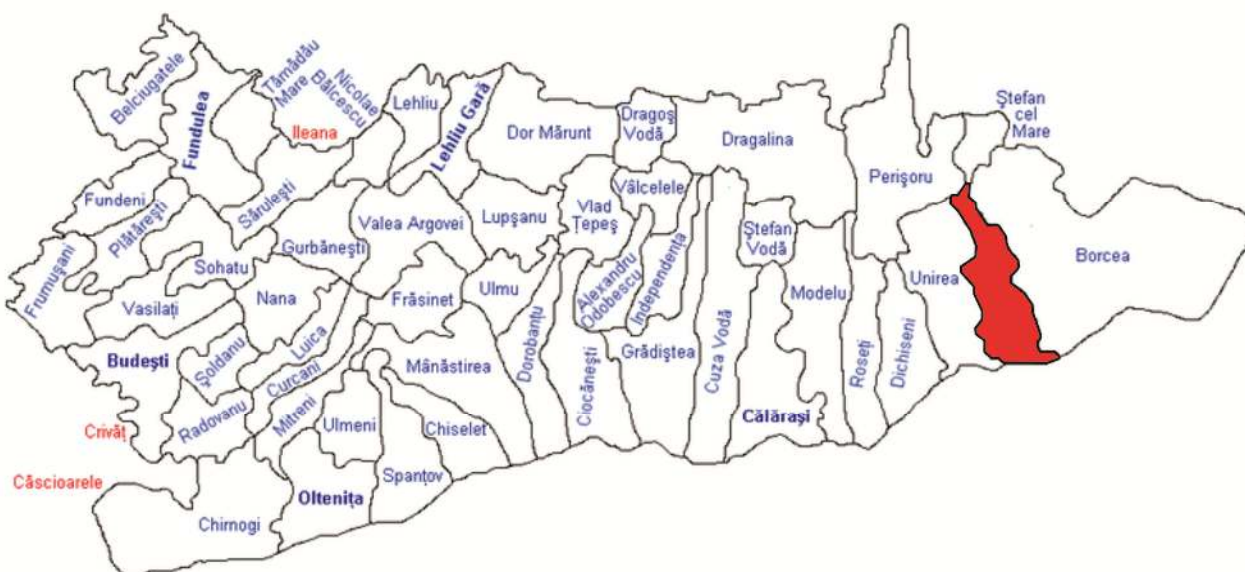 Belciugatele
Fundulea
Tămădău
Mare
Nicolae
Bălcescu
Ileana
Lehliu
Lehliu Gară
Dor Mărunt
Dragoş
Vodă
Dragalina
Perişoru
Ştefan
cel
Mare
Fundeni
Plătăreşti
Săruleşti
Frumuşani
Sohatu
Gurbăneşti
Valea Argovei
Lupşanu
Vlad
Ţepeş
Vâlcelele
Ştefan
Vodă
Unirea
Borcea
Vasilaţi
Nana
Frăsinet
Ulmu
Alexandru
Odobescu
Independenţa
Modelu
Budeşti
Şoldanu
Luica
Curcani
Mânăstirea
Dorobanţu
Ciocăneşti
Grădiştea
Cuza Vodă
Călăraşi
Roseţi
Dichiseni
Crivăţ
Radovanu
Mitreni
Ulmeni
Chiselet
Spanţov
Căscioarele
Olteniţa
Chirnogi